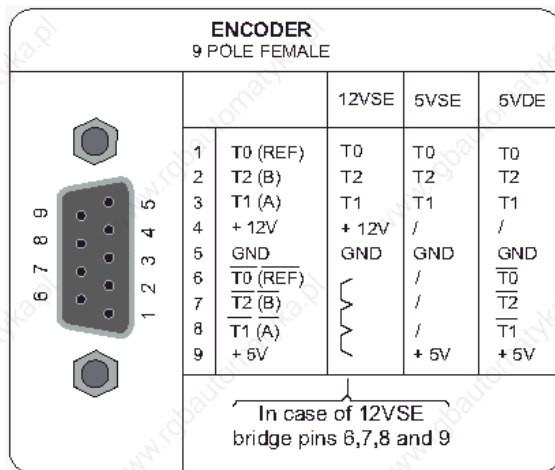 ENCODER
9 POLE FEMALE
12VSE 5VSE 5VDE
1 T0 (REF) T0 T0 T0
2 T2 (B) T2 T2 T2
3 T1 (A) T1 T1 T1
4 + 12V + 12V / /
5 GND GND GND GND
6 T0 (REF) / T0
7 T2 (B) / T2
8 T1 (A) / T1
9 + 5V + 5V + 5V
9 8 7 6
5 4 3 2 1
In case of 12VSE
bridge pins 6,7,8 and 9
www.rgbautomatyka.pl